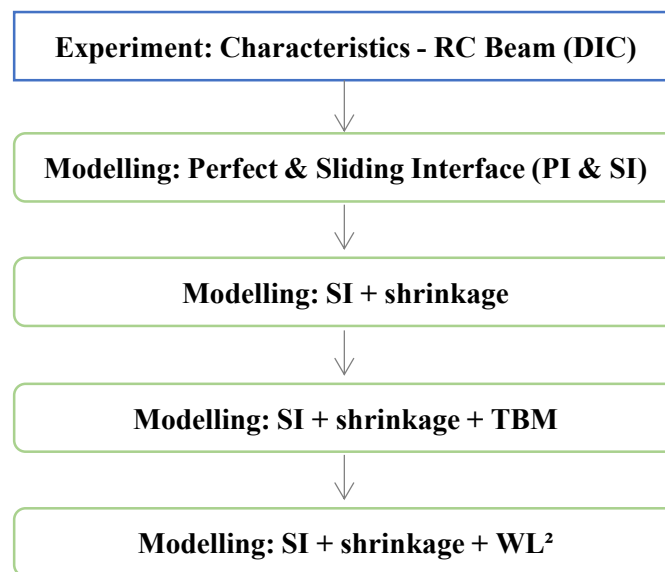 Experiment: Characteristics - RC Beam (DIC)
Modelling: Perfect & Sliding Interface (PI & SI)
Modelling: SI + shrinkage
Modelling: SI + shrinkage + TBM
Modelling: SI + shrinkage + WL²